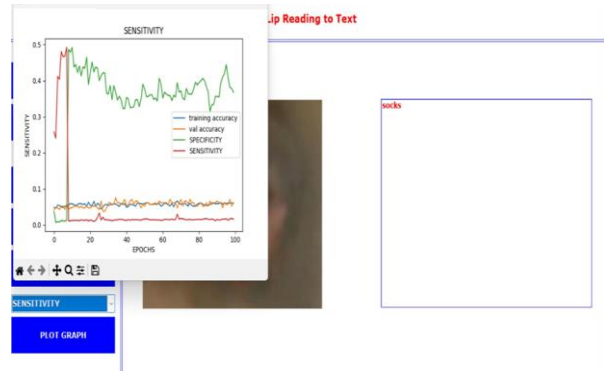 Lip Reading to Text
SENSITIVITY
0.5
0.4
0.3
0.2
0.1
0.0
SENSITIVITY
training accuracy
val accuracy
SPECIFICITY
SENSITIVITY
0 20 40 60 80 100
EPOCHS
socks
SENSITIVITY
PLOT GRAPH